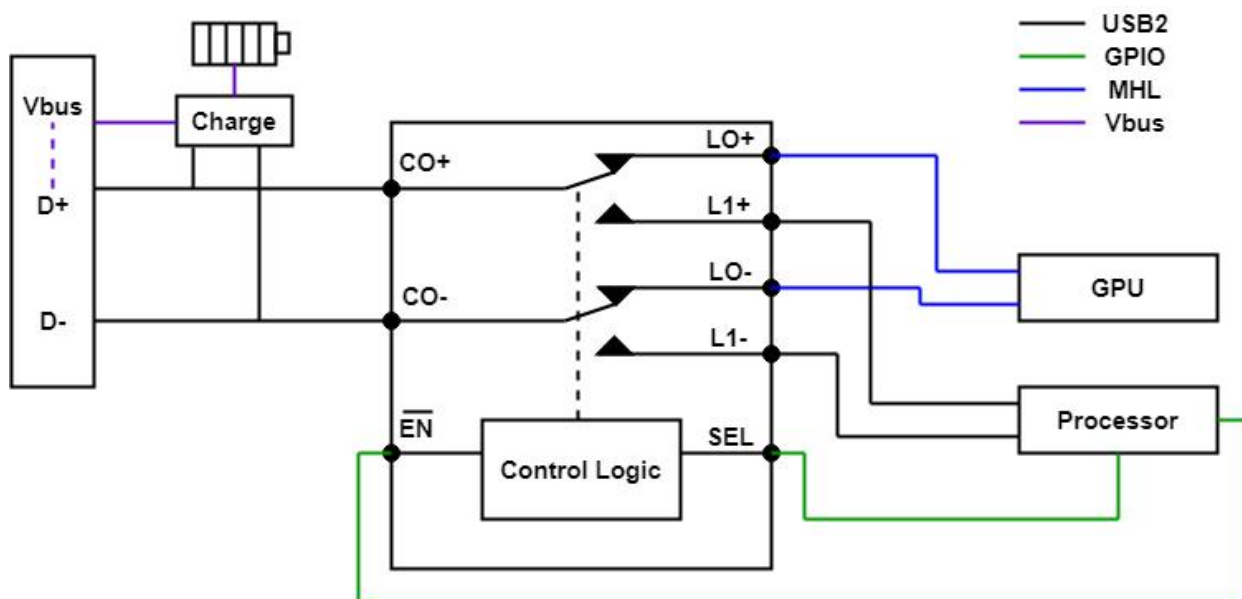 USB2
GPIO
MHL
Vbus
Vbus
Charge
D+
D-
CO+
CO-
LO+
L1+
LO-
L1-
GPU
Processor
EN
SEL
Control Logic